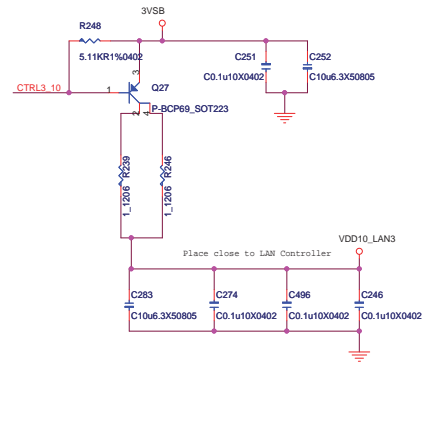 3VSB
R248
5.11KR1%0402
C251
C0.1u10X0402
C252
C10u6.3X50805
3
Q27
CTRL3_10
1
P-BCP69_SOT223
2
4
R239
1_1206
R246
1_1206
VDD10_LAN3
Place close to LAN Controller
C283
C10u6.3X50805
C274
C0.1u10X0402
C496
C0.1u10X0402
C246
C0.1u10X0402